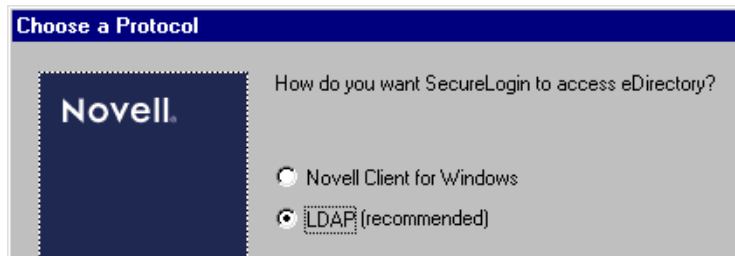 Choose a Protocol
Novell.
How do you want SecureLogin to access eDirectory?
Novell Client for Windows
LDAP (recommended)